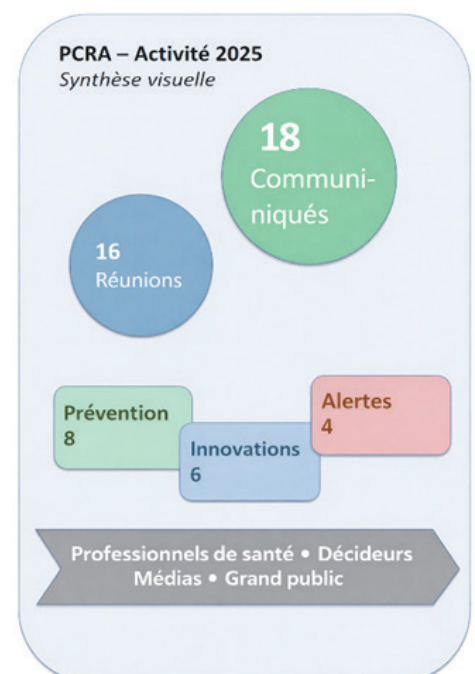 PCRA – Activité 2025
Synthèse visuelle
18
Communi-
niqués
16
Réunions
Prévention
8
Innovations
6
Alertes
4
Professionnels de santé • Décideurs
Médias • Grand public